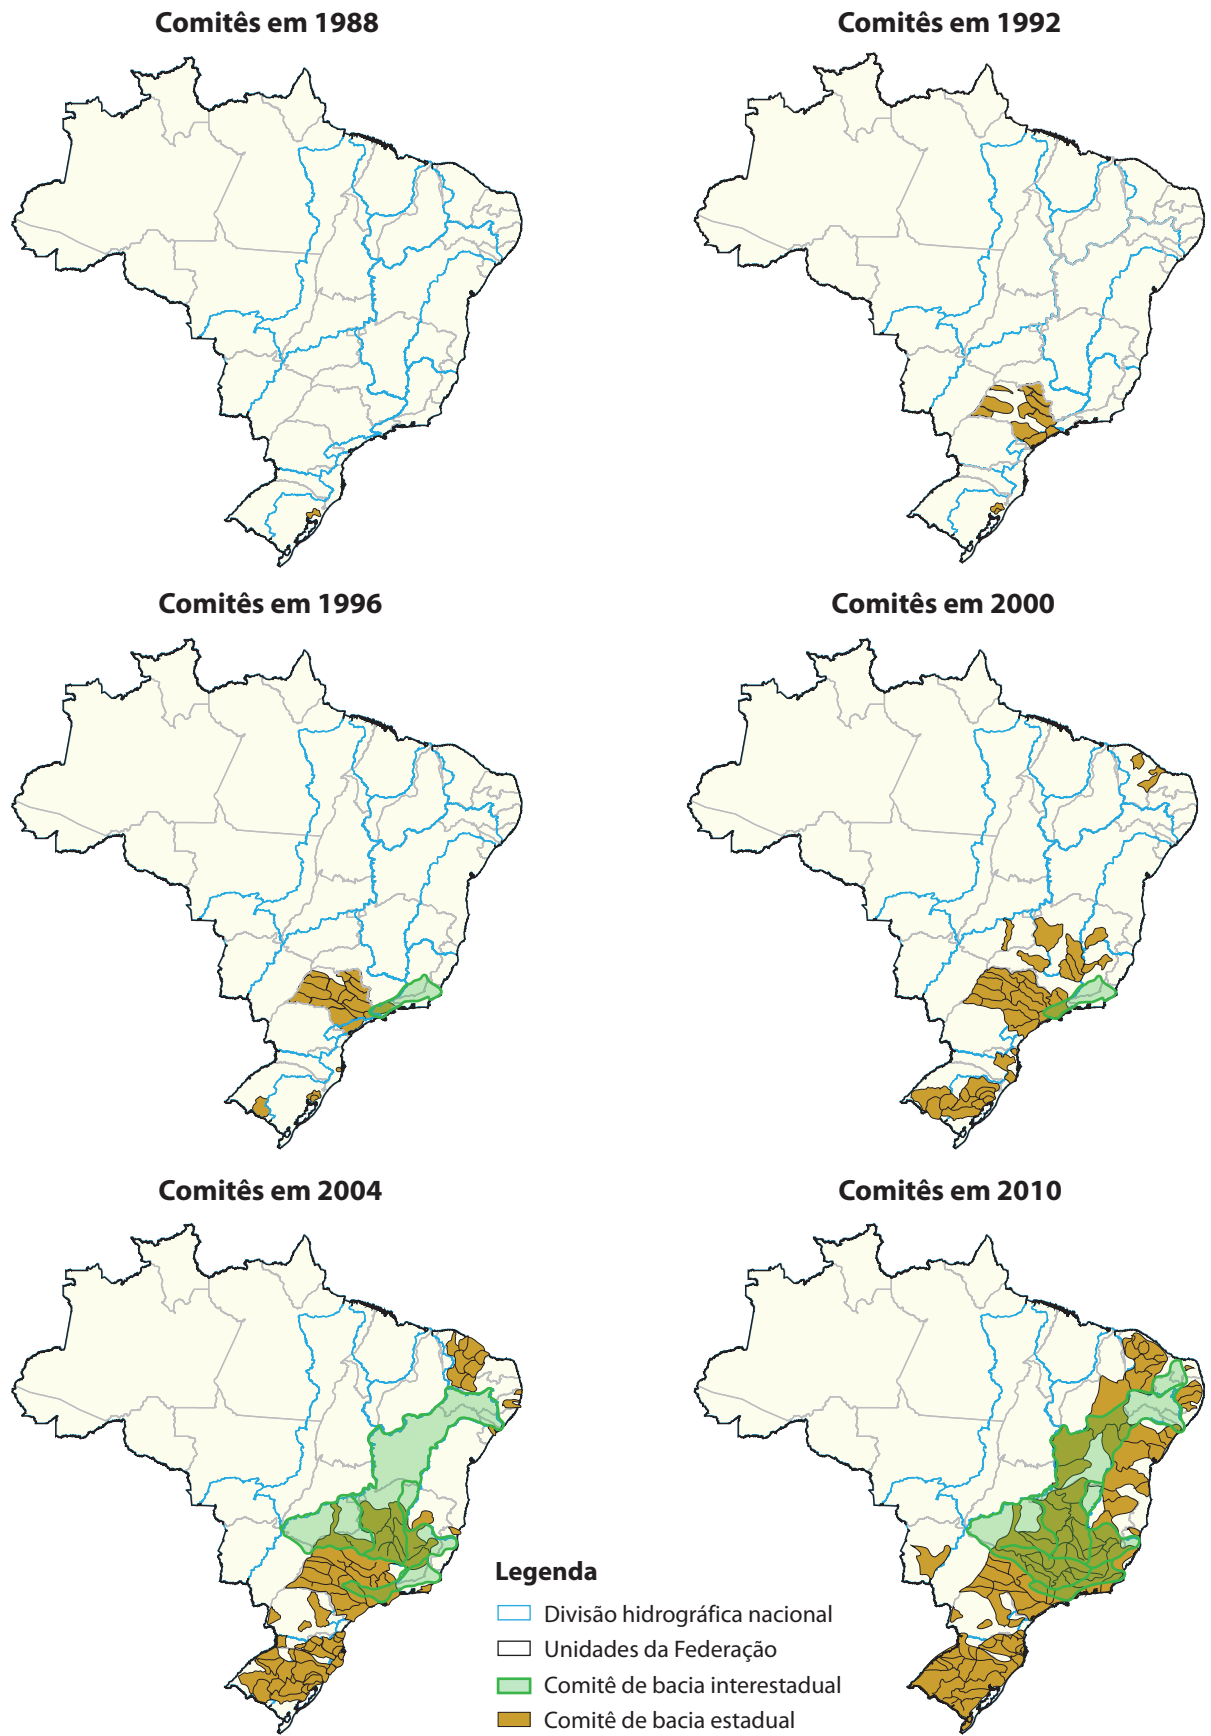 Comitês em 1988
Comitês em 1992
Comitês em 1996
Comitês em 2000
Comitês em 2004
Comitês em 2010
Legenda
Divisão hidrográfica nacional
Unidades da Federação
Comitê de bacia interestadual
Comitê de bacia estadual